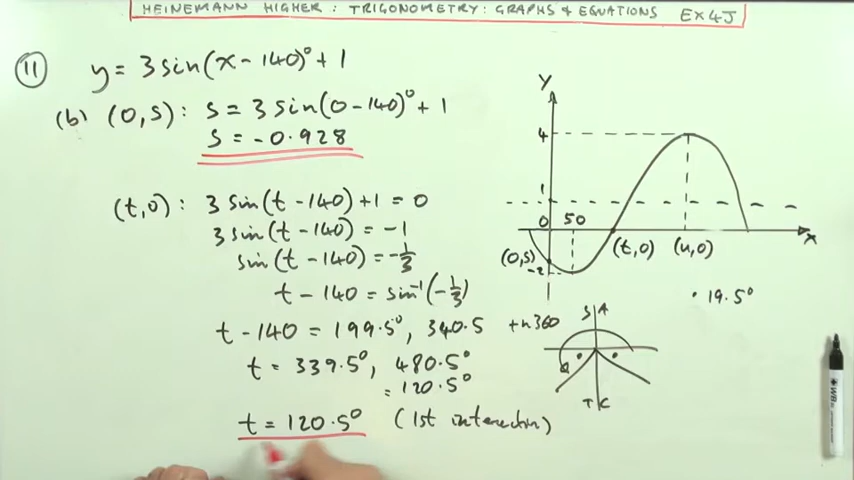 HEINEMANN HIGHER : TRIGONOMETRY : GRAPHS & EQUATIONS EX 4J
11 y = 3 sin(x - 140)° + 1
(b) (0, s) : s = 3 sin(0 - 140)° + 1
s = -0.928
(t, 0) : 3 sin(t - 140) + 1 = 0
3 sin(t - 140) = -1
sin(t - 140) = -1/3
t - 140 = sin⁻¹(-1/3)
t - 140 = 199.5°, 340.5 +n360
t = 339.5°, 480.5°
= 120.5°
t = 120.5° (1st intersection)
Y
4
1
0 50
X
(0,s) (t,0) (u,0)
-2
19.5°
S A
T C
WB